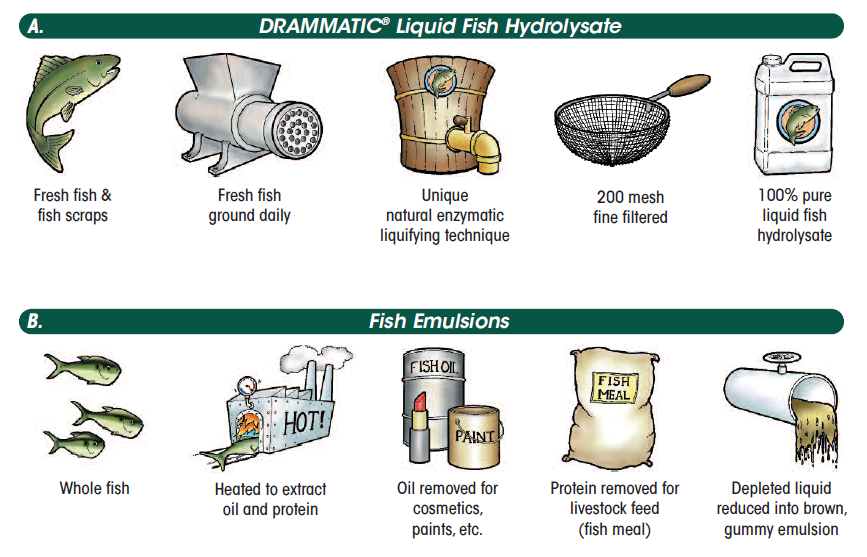 A.
DRAMMATIC® Liquid Fish Hydrolysate
Fresh fish &
fish scraps
Fresh fish
ground daily
Unique
natural enzymatic
liquifying technique
200 mesh
fine filtered
100% pure
liquid fish
hydrolysate
B.
Fish Emulsions
HOT!
FISH OIL
PAINT
FISH
MEAL
Whole fish
Heated to extract
oil and protein
Oil removed for
cosmetics,
paints, etc.
Protein removed for
livestock feed
(fish meal)
Depleted liquid
reduced into brown,
gummy emulsion